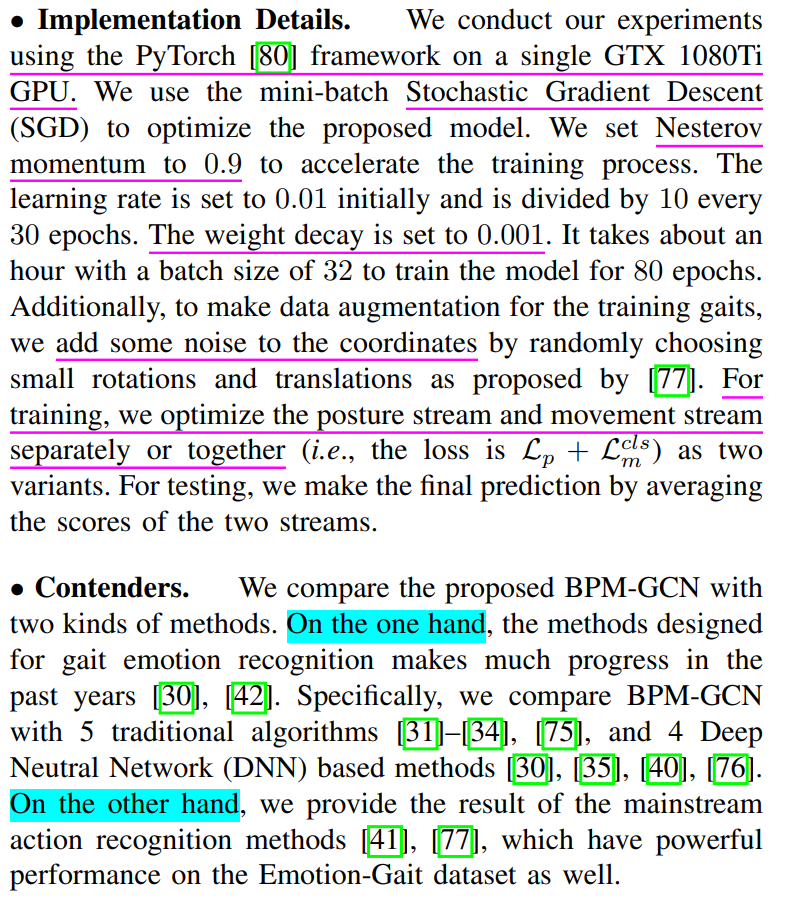 • Implementation Details. We conduct our experiments
using the PyTorch [80] framework on a single GTX 1080Ti
GPU. We use the mini-batch Stochastic Gradient Descent
(SGD) to optimize the proposed model. We set Nesterov
momentum to 0.9 to accelerate the training process. The
learning rate is set to 0.01 initially and is divided by 10 every
30 epochs. The weight decay is set to 0.001. It takes about an
hour with a batch size of 32 to train the model for 80 epochs.
Additionally, to make data augmentation for the training gaits,
we add some noise to the coordinates by randomly choosing
small rotations and translations as proposed by [77]. For
training, we optimize the posture stream and movement stream
separately or together (i.e., the loss is ℒₚ + ℒₘᶜˡˢ) as two
variants. For testing, we make the final prediction by averaging
the scores of the two streams.
• Contenders. We compare the proposed BPM-GCN with
two kinds of methods. On the one hand, the methods designed
for gait emotion recognition makes much progress in the
past years [30], [42]. Specifically, we compare BPM-GCN
with 5 traditional algorithms [31]–[34], [75], and 4 Deep
Neural Network (DNN) based methods [30], [35], [40], [76].
On the other hand, we provide the result of the mainstream
action recognition methods [41], [77], which have powerful
performance on the Emotion-Gait dataset as well.